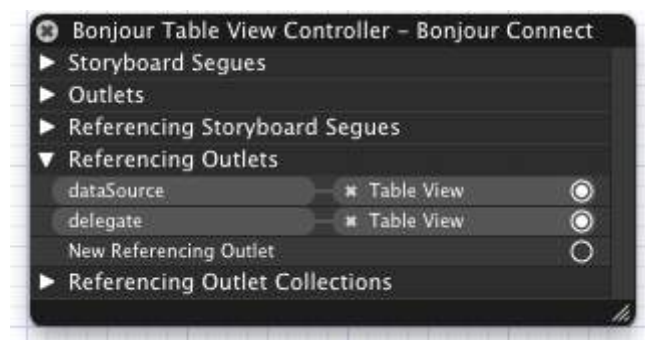 Bonjour Table View Controller – Bonjour Connect
Storyboard Segues
Outlets
Referencing Storyboard Segues
Referencing Outlets
dataSource Table View
delegate Table View
New Referencing Outlet
Referencing Outlet Collections